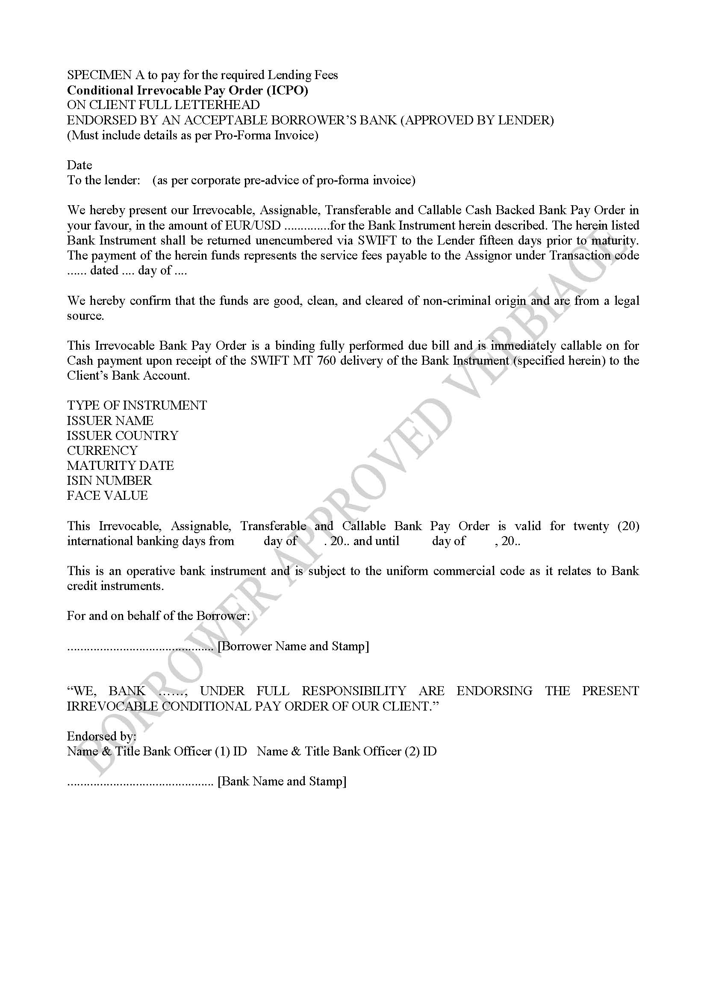 SPECIMEN A to pay for the required Lending Fees
Conditional Irrevocable Pay Order (ICPO)
ON CLIENT FULL LETTERHEAD
ENDORSED BY AN ACCEPTABLE BORROWER’S BANK (APPROVED BY LENDER)
(Must include details as per Pro-Forma Invoice)
Date
To the lender: (as per corporate pre-advice of pro-forma invoice)
We hereby present our Irrevocable, Assignable, Transferable and Callable Cash Backed Bank Pay Order in
your favour, in the amount of EUR/USD ..............for the Bank Instrument herein described. The herein listed
Bank Instrument shall be returned unencumbered via SWIFT to the Lender fifteen days prior to maturity.
The payment of the herein funds represents the service fees payable to the Assignor under Transaction code
...... dated .... day of ....
We hereby confirm that the funds are good, clean, and cleared of non-criminal origin and are from a legal
source.
This Irrevocable Bank Pay Order is a binding fully performed due bill and is immediately callable on for
Cash payment upon receipt of the SWIFT MT 760 delivery of the Bank Instrument (specified herein) to the
Client’s Bank Account.
TYPE OF INSTRUMENT
ISSUER NAME
ISSUER COUNTRY
CURRENCY
MATURITY DATE
ISIN NUMBER
FACE VALUE
This Irrevocable, Assignable, Transferable and Callable Bank Pay Order is valid for twenty (20)
international banking days from day of . 20.. and until day of , 20..
This is an operative bank instrument and is subject to the uniform commercial code as it relates to Bank
credit instruments.
For and on behalf of the Borrower:
............................................. [Borrower Name and Stamp]
“WE, BANK ……, UNDER FULL RESPONSIBILITY ARE ENDORSING THE PRESENT
IRREVOCABLE CONDITIONAL PAY ORDER OF OUR CLIENT.”
Endorsed by:
Name & Title Bank Officer (1) ID Name & Title Bank Officer (2) ID
............................................. [Bank Name and Stamp]
BORROWER APPROVED VERBIAGE